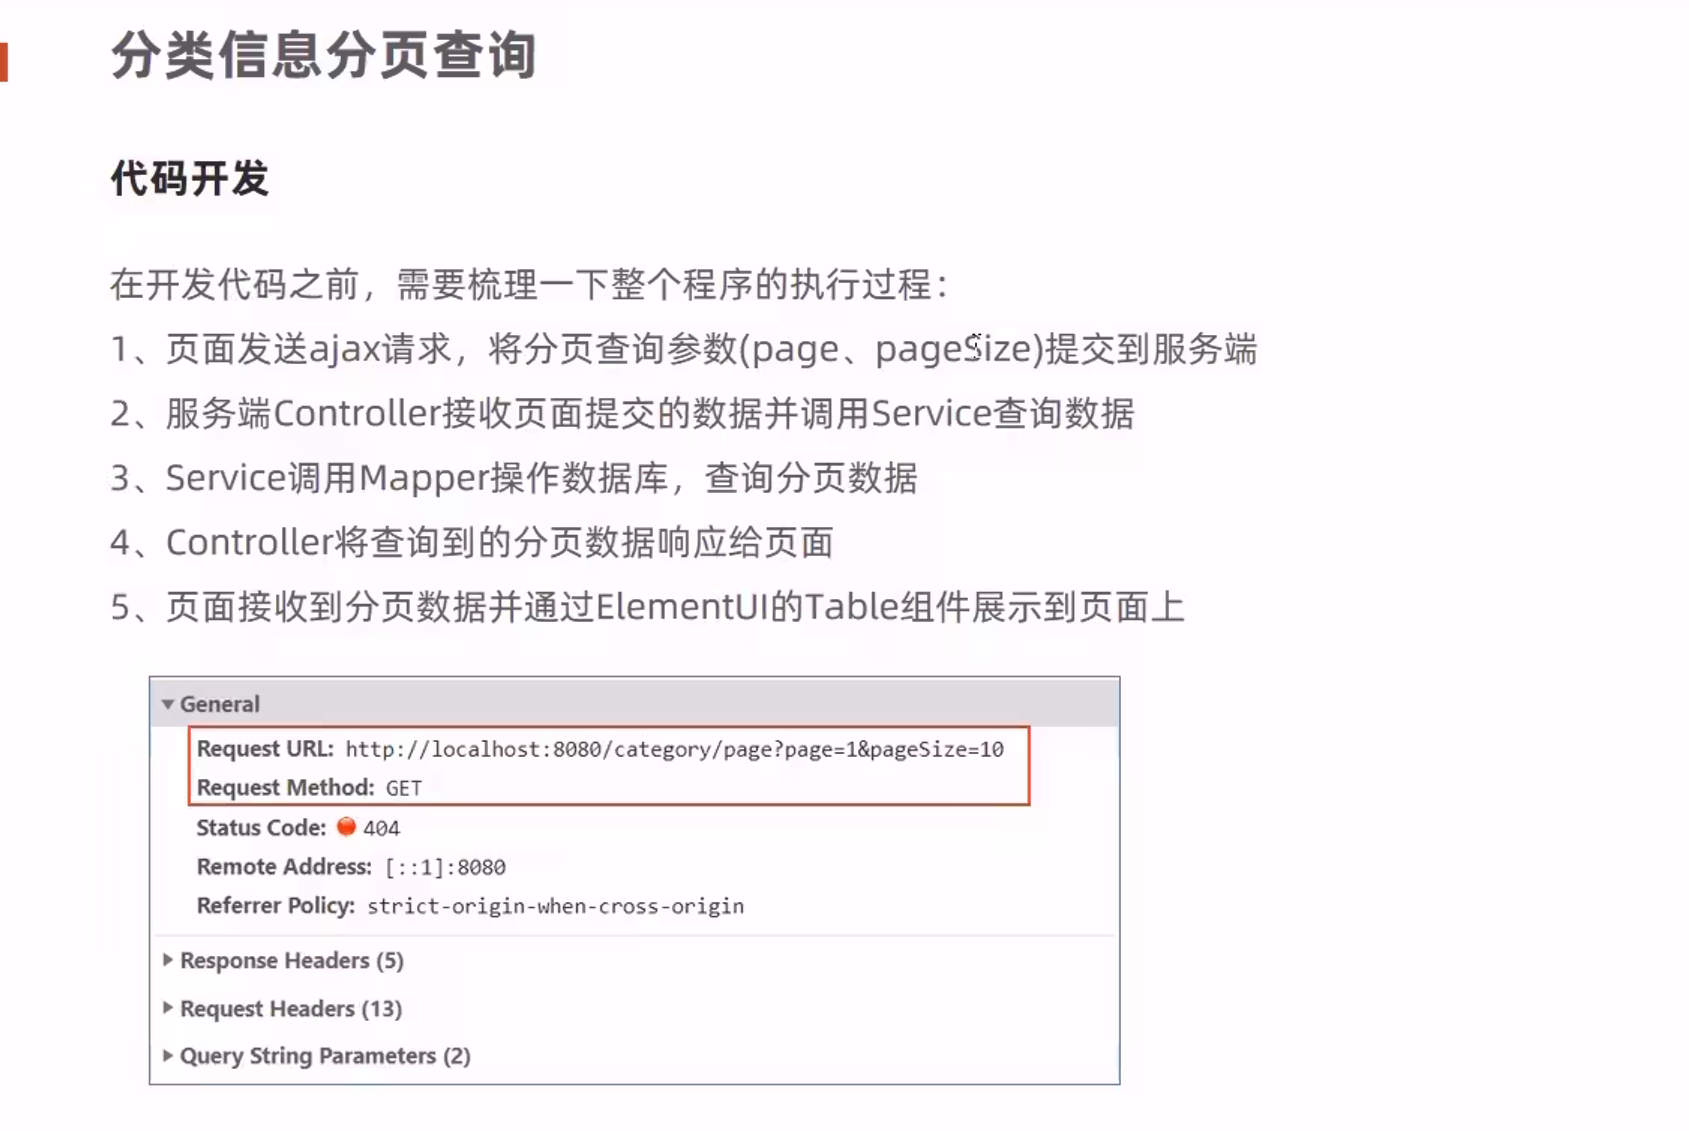 分类信息分页查询
代码开发
在开发代码之前，需要梳理一下整个程序的执行过程：
1、页面发送ajax请求，将分页查询参数(page、pageSize)提交到服务端
2、服务端Controller接收页面提交的数据并调用Service查询数据
3、Service调用Mapper操作数据库，查询分页数据
4、Controller将查询到的分页数据响应给页面
5、页面接收到分页数据并通过ElementUI的Table组件展示到页面上
General
Request URL: http://localhost:8080/category/page?page=1&pageSize=10
Request Method: GET
Status Code: 404
Remote Address: [::1]:8080
Referrer Policy: strict-origin-when-cross-origin
Response Headers (5)
Request Headers (13)
Query String Parameters (2)